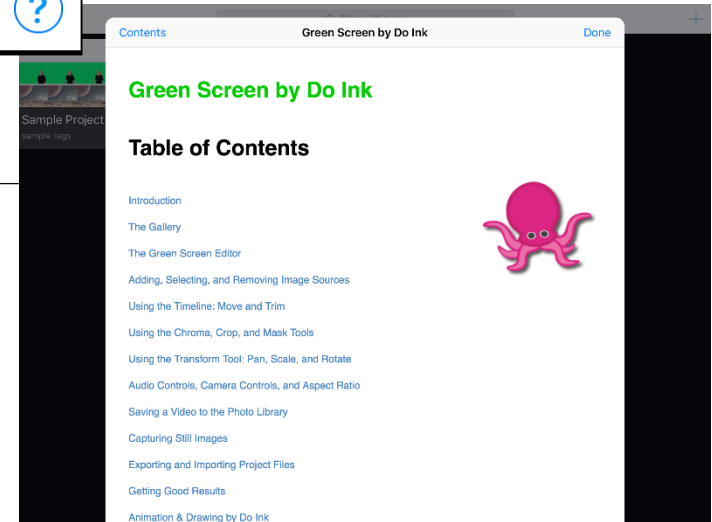 ?
Contents
Green Screen by Do Ink
Done
Sample Project
sample tags
Green Screen by Do Ink
Table of Contents
Introduction
The Gallery
The Green Screen Editor
Adding, Selecting, and Removing Image Sources
Using the Timeline: Move and Trim
Using the Chroma, Crop, and Mask Tools
Using the Transform Tool: Pan, Scale, and Rotate
Audio Controls, Camera Controls, and Aspect Ratio
Saving a Video to the Photo Library
Capturing Still Images
Exporting and Importing Project Files
Getting Good Results
Animation & Drawing by Do Ink